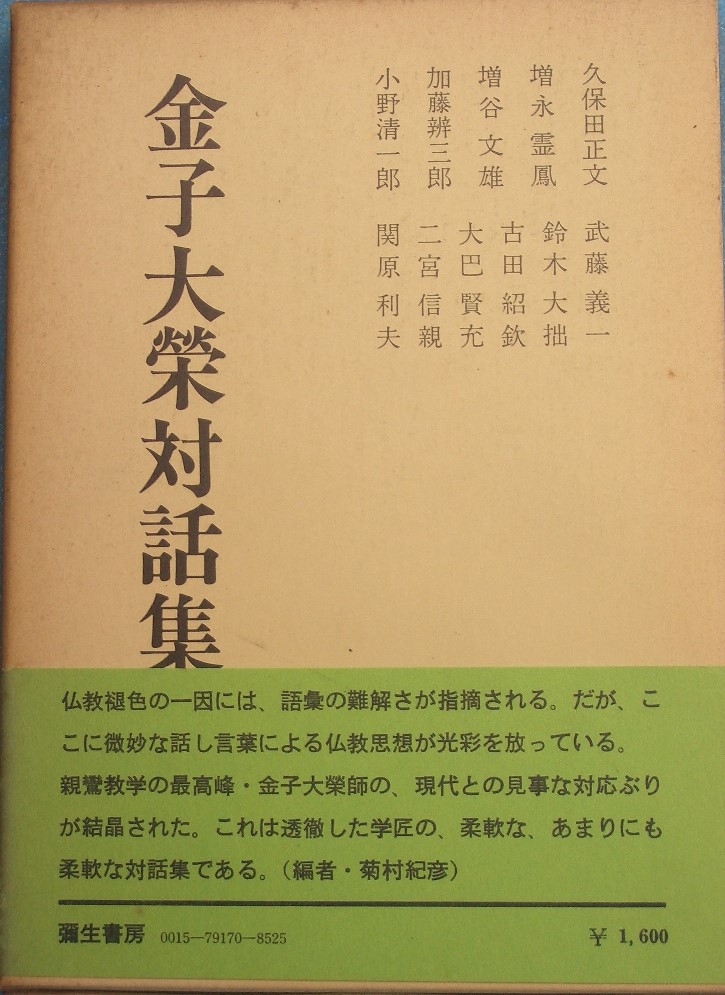 久保田正文
増永霊鳳
増谷文雄
加藤辨三郎
小野清一郎
武藤義一
鈴木大拙
古田紹欽
大巴賢充
二宮信親
関原利夫
金子大榮対話集
仏教褪色の一因には、語彙の難解さが指摘される。だが、こ
こに微妙な話し言葉による仏教思想が光彩を放っている。
親鸞教学の最高峰・金子大榮師の、現代との見事な対応ぶり
が結晶された。これは透徹した学匠の、柔軟な、あまりにも
柔軟な対話集である。（編者・菊村紀彦）
彌生書房 0015—79170—8525 ￥ 1,600